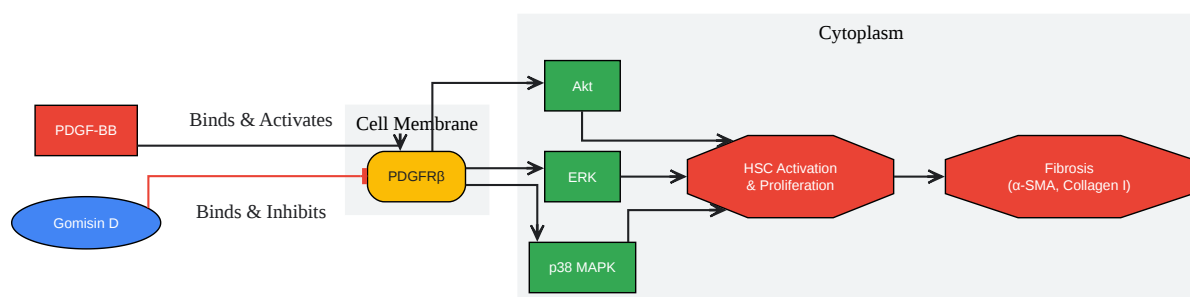 Cytoplasm
Akt
PDGF-BB
Binds & Activates
Cell Membrane
PDGFRβ
ERK
HSC Activation
& Proliferation
Fibrosis
(α-SMA, Collagen I)
Gomisin D
Binds & Inhibits
p38 MAPK